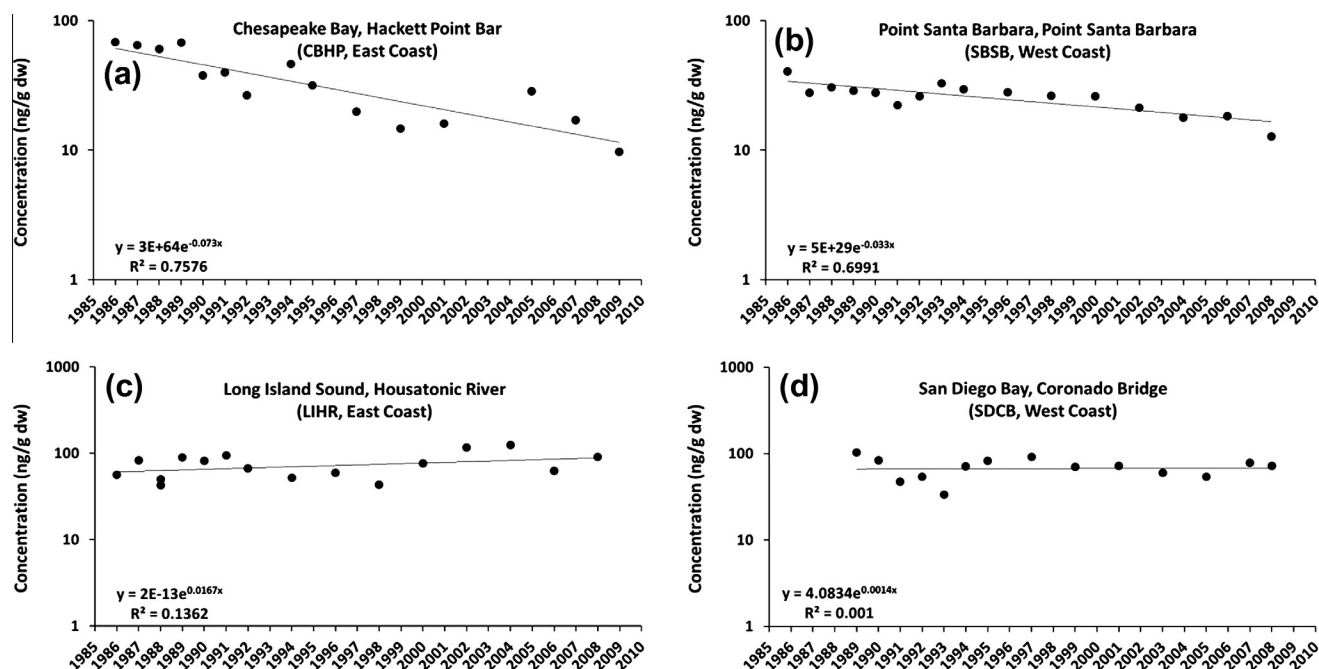 100
10
1
Concentration (ng/g dw)
Chesapeake Bay, Hackett Point Bar
(CBHP, East Coast)
(a)
y = 3E+64e^-0.073x
R² = 0.7576
1985 1986 1987 1988 1989 1990 1991 1992 1993 1994 1995 1996 1997 1998 1999 2000 2001 2002 2003 2004 2005 2006 2007 2008 2009 2010
100
10
1
Concentration (ng/g dw)
(b)
Point Santa Barbara, Point Santa Barbara
(SBSB, West Coast)
y = 5E+29e^-0.033x
R² = 0.6991
1985 1986 1987 1988 1989 1990 1991 1992 1993 1994 1995 1996 1997 1998 1999 2000 2001 2002 2003 2004 2005 2006 2007 2008 2009 2010
1000
100
10
1
Concentration (ng/g dw)
(c)
Long Island Sound, Housatonic River
(LIHR, East Coast)
y = 2E-13e^0.0167x
R² = 0.1362
1985 1986 1987 1988 1989 1990 1991 1992 1993 1994 1995 1996 1997 1998 1999 2000 2001 2002 2003 2004 2005 2006 2007 2008 2009 2010
1000
100
10
1
Concentration (ng/g dw)
(d)
San Diego Bay, Coronado Bridge
(SDCB, West Coast)
y = 4.0834e^0.0014x
R² = 0.001
1985 1986 1987 1988 1989 1990 1991 1992 1993 1994 1995 1996 1997 1998 1999 2000 2001 2002 2003 2004 2005 2006 2007 2008 2009 2010